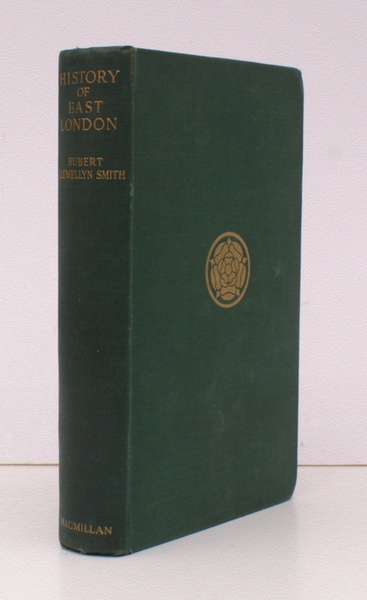 HISTORY
OF
EAST
LONDON
HUBERT
LLEWELLYN SMITH
MACMILLAN